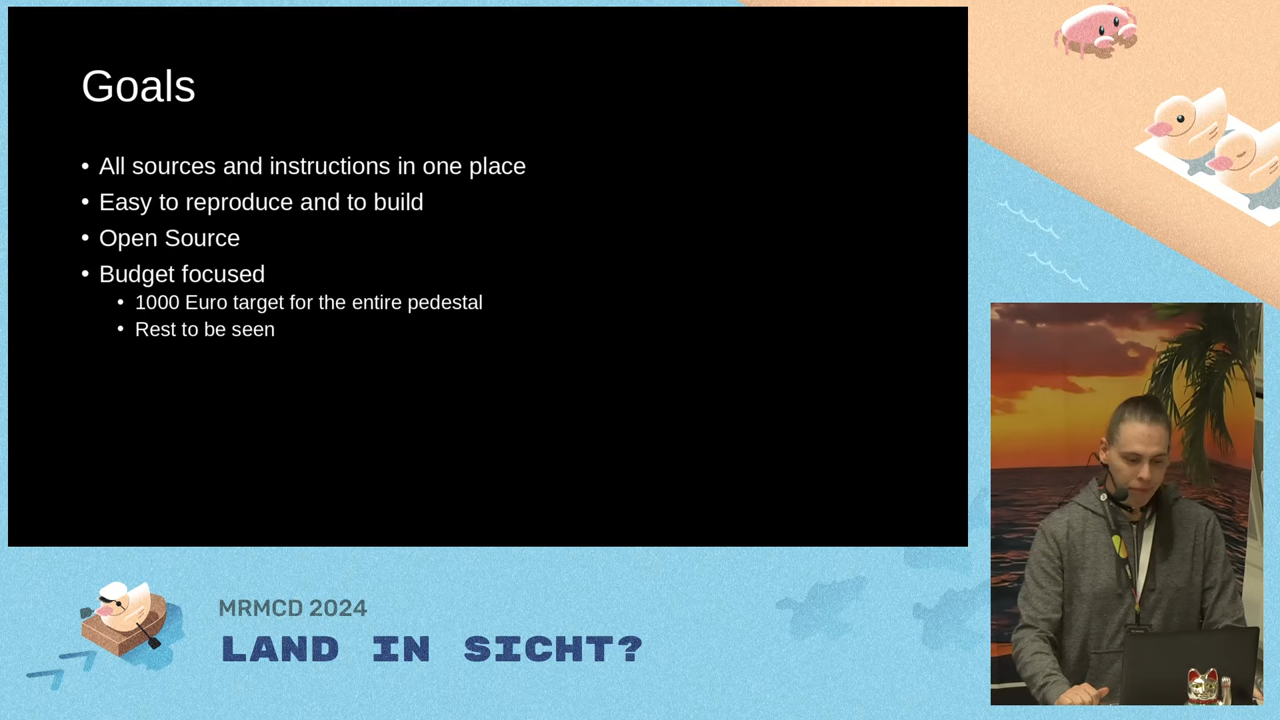 Goals
• All sources and instructions in one place
• Easy to reproduce and to build
• Open Source
• Budget focused
• 1000 Euro target for the entire pedestal
• Rest to be seen
MRMCD 2024
LAND IN SICHT?